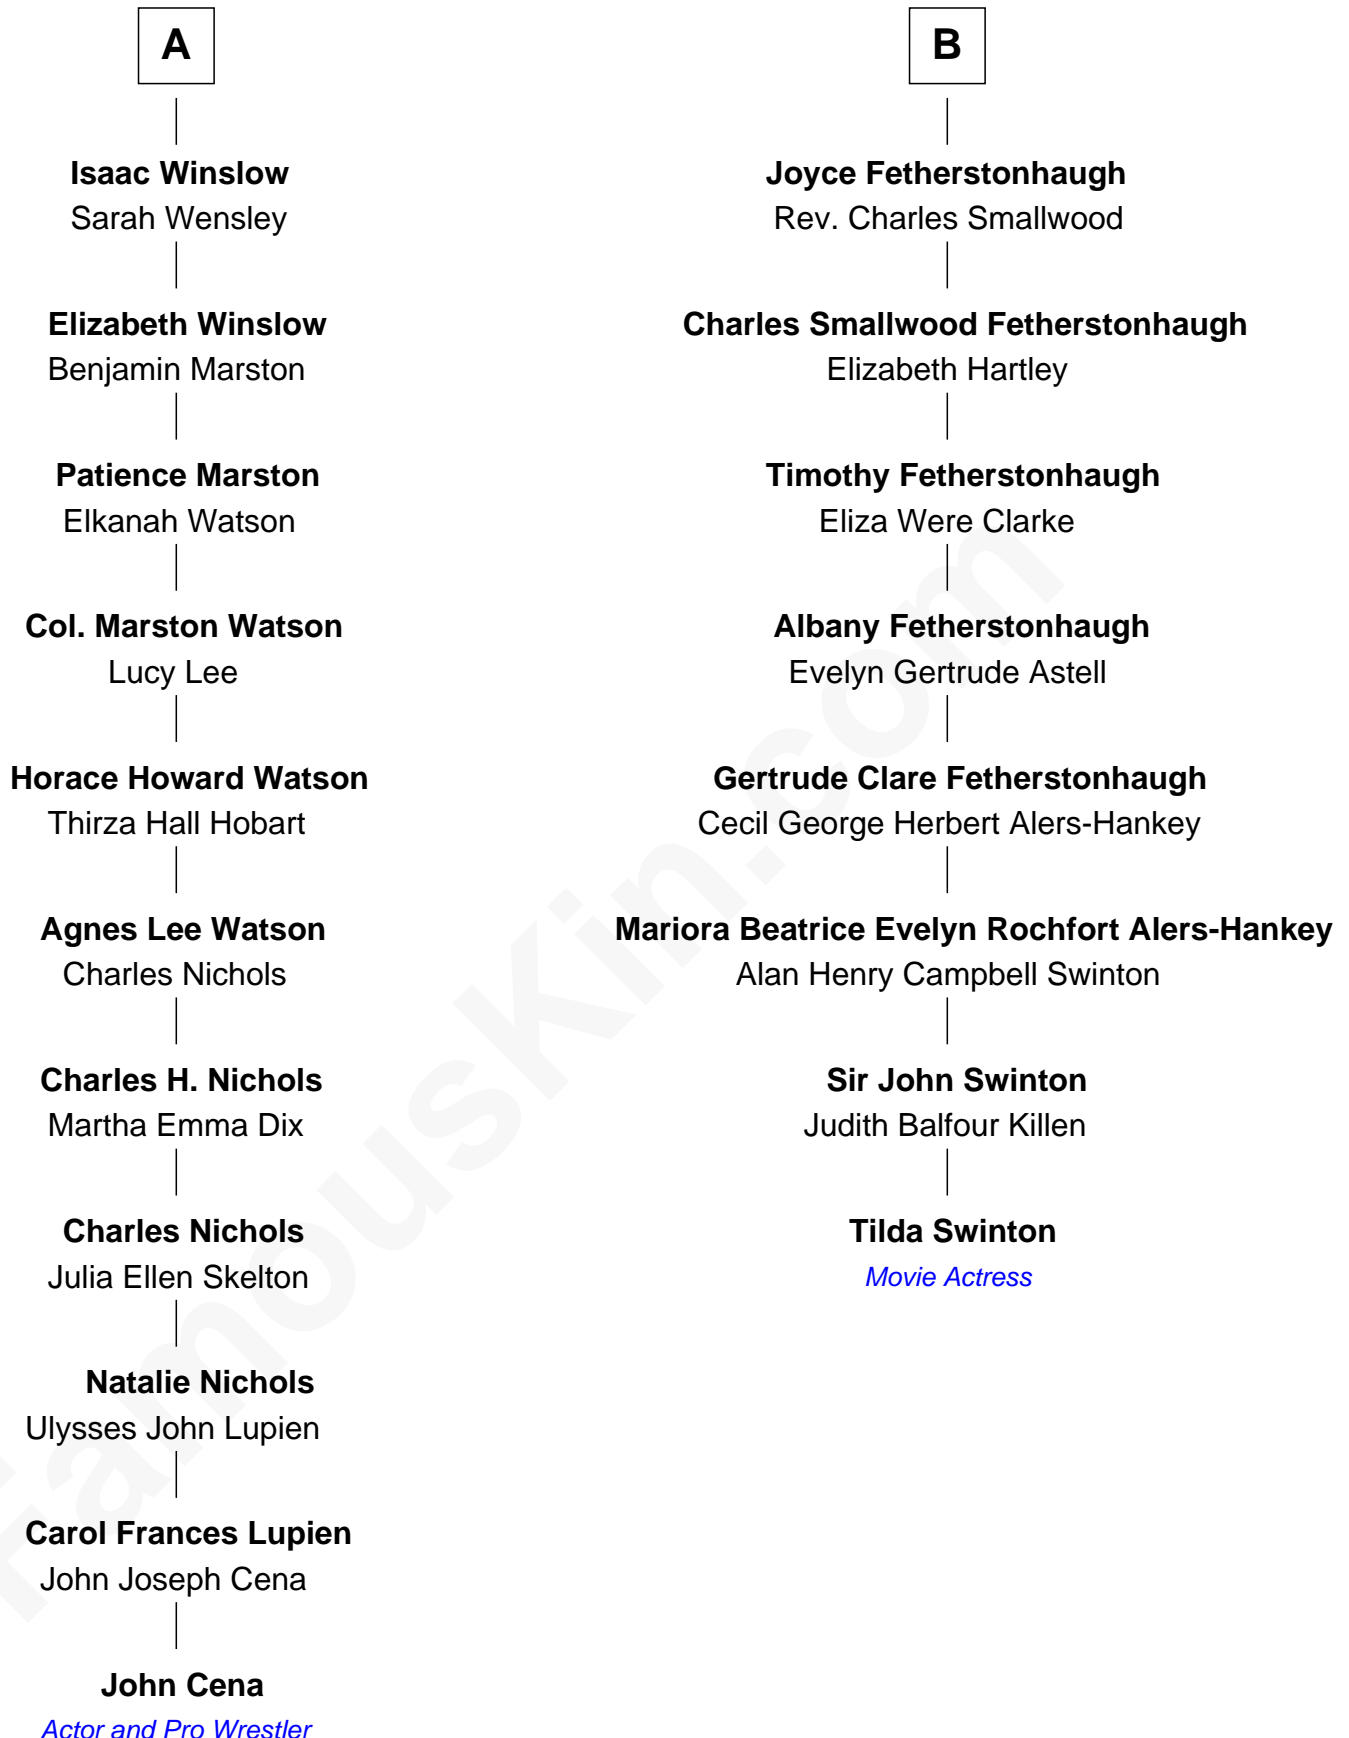 A
Isaac Winslow
Sarah Wensley
Elizabeth Winslow
Benjamin Marston
Patience Marston
Elkanah Watson
Col. Marston Watson
Lucy Lee
Horace Howard Watson
Thirza Hall Hobart
Agnes Lee Watson
Charles Nichols
Charles H. Nichols
Martha Emma Dix
Charles Nichols
Julia Ellen Skelton
Natalie Nichols
Ulysses John Lupien
Carol Frances Lupien
John Joseph Cena
John Cena
Actor and Pro Wrestler
B
Joyce Fetherstonhaugh
Rev. Charles Smallwood
Charles Smallwood Fetherstonhaugh
Elizabeth Hartley
Timothy Fetherstonhaugh
Eliza Were Clarke
Albany Fetherstonhaugh
Evelyn Gertrude Astell
Gertrude Clare Fetherstonhaugh
Cecil George Herbert Alers-Hankey
Mariora Beatrice Evelyn Rochfort Alers-Hankey
Alan Henry Campbell Swinton
Sir John Swinton
Judith Balfour Killen
Tilda Swinton
Movie Actress
FamousKin.com